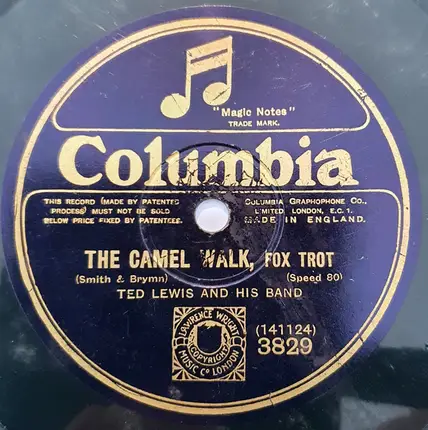 "Magic Notes"
TRADE MARK.
Columbia
THIS RECORD (MADE BY PATENTED
PROCESS) MUST NOT BE SOLD
BELOW PRICE FIXED BY PATENTEES.
COLUMBIA GRAPHOPHONE CO.,
LIMITED LONDON, E.C. 1.
MADE IN ENGLAND.
THE CAMEL WALK, FOX TROT
(Smith & Brymn) (Speed 80)
TED LEWIS AND HIS BAND
LAWRENCE WRIGHT
COPYRIGHT
MUSIC Co LONDON
(141124)
3829